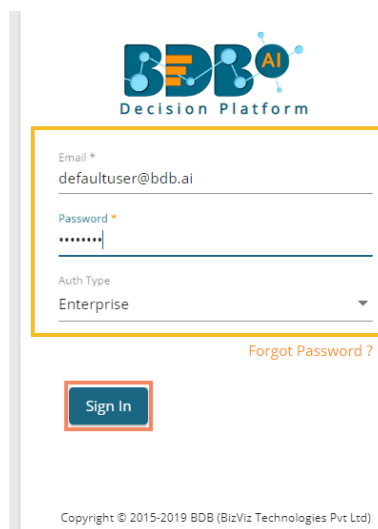 BDB AI
Decision Platform
Email *
defaultuser@bdb.ai
Password *
••••••••
Auth Type
Enterprise
Forgot Password ?
Sign In
Copyright © 2015-2019 BDB (BizViz Technologies Pvt Ltd)